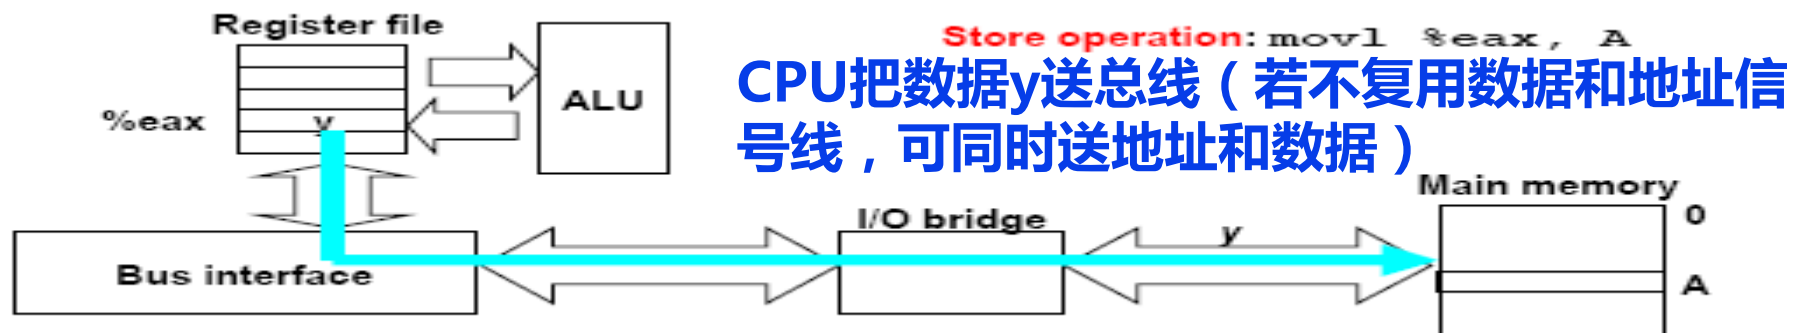 Register file
Store operation: movl %eax, A
CPU把数据y送总线（若不复用数据和地址信
号线，可同时送地址和数据）
ALU
%eax
y
Main memory
I/O bridge
0
y
Bus interface
A